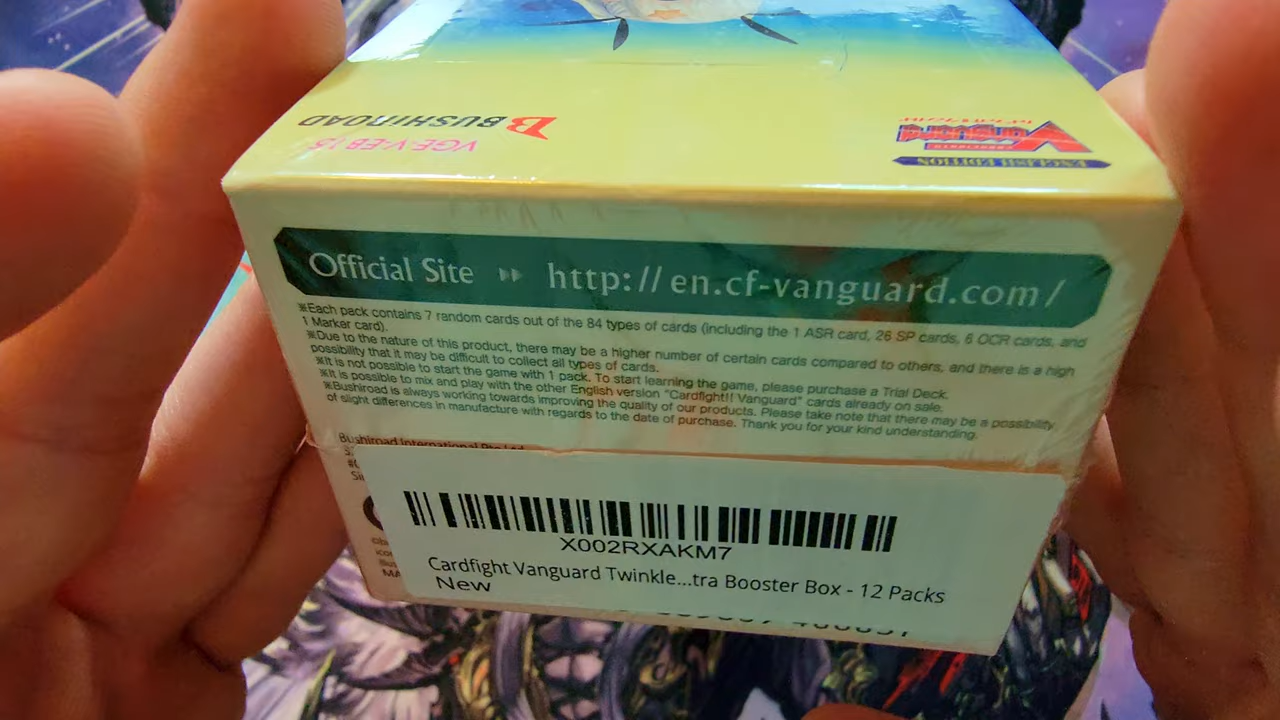 BUSHIROAD
VGE-V-EB15
Vanguard
ENGLISH EDITION
Official Site http://en.cf-vanguard.com/
※Each pack contains 7 random cards out of the 84 types of cards (including the 1 ASR card, 26 SP cards, 6 OCR cards, and
1 Marker card).
※Due to the nature of this product, there may be a higher number of certain cards compared to others, and there is a high
possibility that it may be difficult to collect all types of cards.
※It is not possible to start the game with 1 pack. To start learning the game, please purchase a Trial Deck.
※It is possible to mix and play with the other English version "Cardfight!! Vanguard" cards already on sale.
※Bushiroad is always working towards improving the quality of our products. Please take note that there may be a possibility
of slight differences in manufacture with regards to the date of purchase. Thank you for your kind understanding.
Bushiroad International Pte Ltd
X002RXAKM7
Cardfight Vanguard Twinkle...tra Booster Box - 12 Packs
New